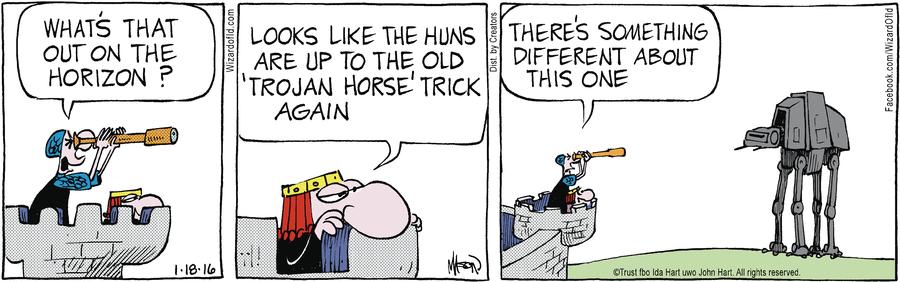 WHAT'S THAT
OUT ON THE
HORIZON ?
1·18·16
WizardofId.com
LOOKS LIKE THE HUNS
ARE UP TO THE OLD
'TROJAN HORSE' TRICK
AGAIN
MASON
Dist. by Creators
THERE'S SOMETHING
DIFFERENT ABOUT
THIS ONE
Facebook.com/WizardOfId
©Trust fbo Ida Hart uwo John Hart. All rights reserved.